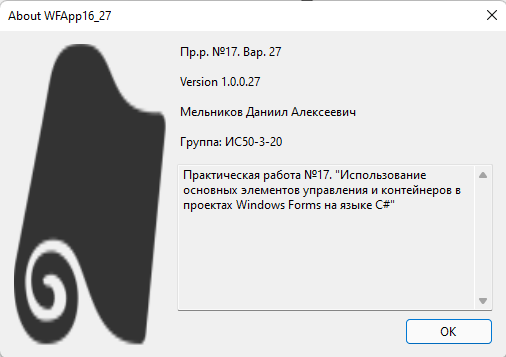 About WFApp16_27
Пр.р. №17. Вар. 27
Version 1.0.0.27
Мельников Даниил Алексеевич
Группа: ИС50-3-20
Практическая работа №17. "Использование
основных элементов управления и контейнеров в
проектах Windows Forms на языке C#"
OK